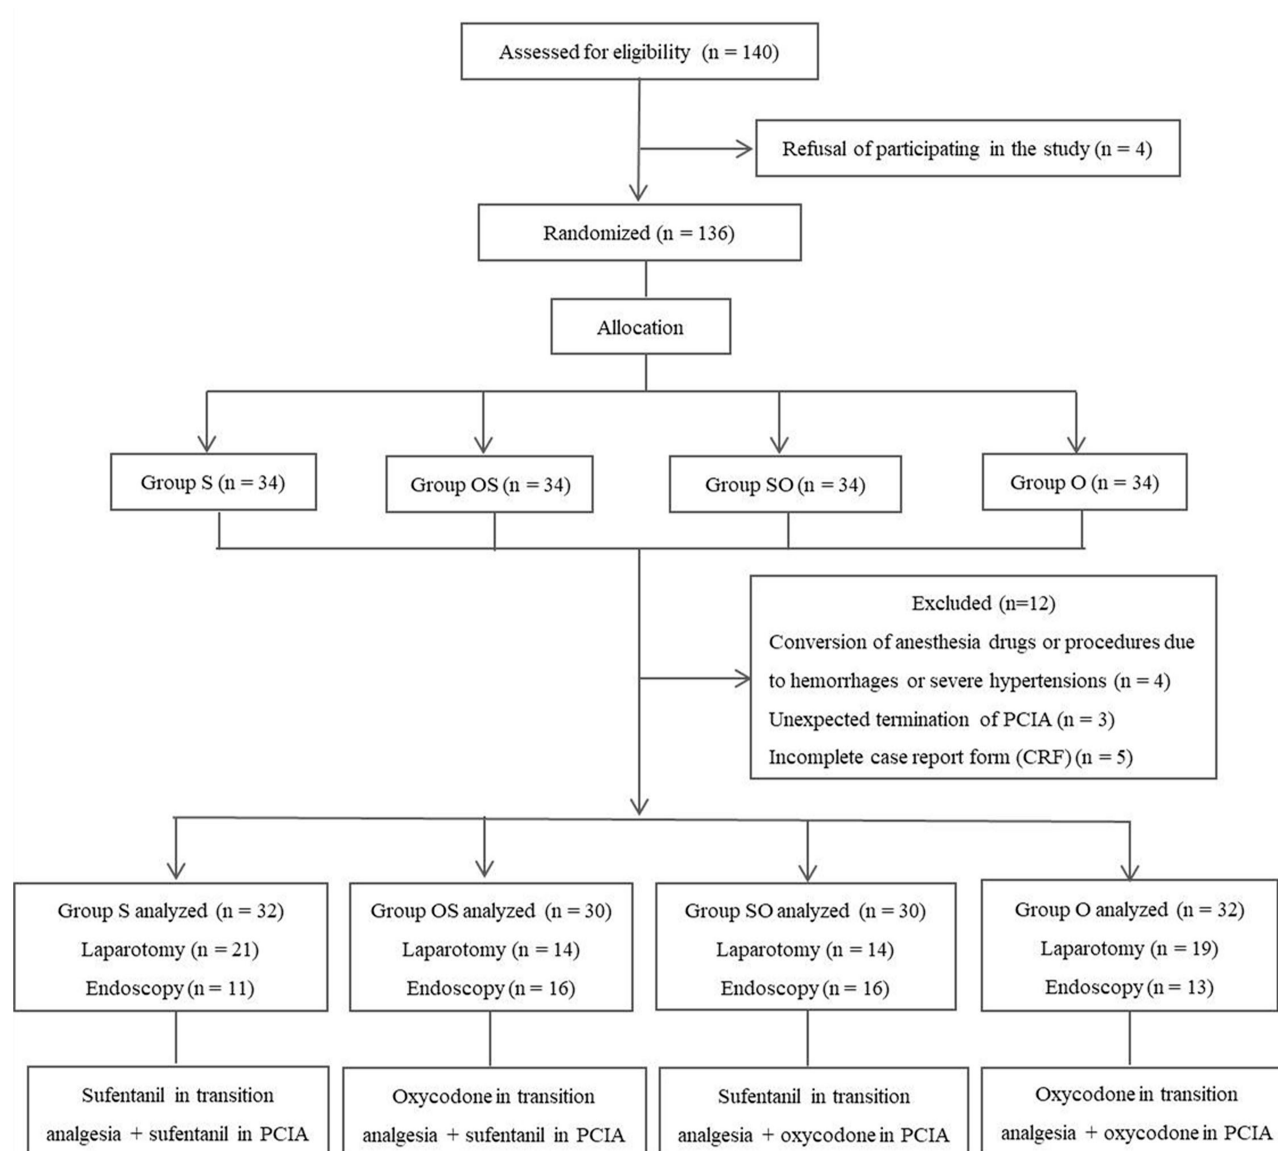 Assessed for eligibility (n = 140)
Refusal of participating in the study (n = 4)
Randomized (n = 136)
Allocation
Group S (n = 34)
Group OS (n = 34)
Group SO (n = 34)
Group O (n = 34)
Excluded (n=12)
Conversion of anesthesia drugs or procedures due
to hemorrhages or severe hypertensions (n = 4)
Unexpected termination of PCIA (n = 3)
Incomplete case report form (CRF) (n = 5)
Group S analyzed (n = 32)
Laparotomy (n = 21)
Endoscopy (n = 11)
Group OS analyzed (n = 30)
Laparotomy (n = 14)
Endoscopy (n = 16)
Group SO analyzed (n = 30)
Laparotomy (n = 14)
Endoscopy (n = 16)
Group O analyzed (n = 32)
Laparotomy (n = 19)
Endoscopy (n = 13)
Sufentanil in transition
analgesia + sufentanil in PCIA
Oxycodone in transition
analgesia + sufentanil in PCIA
Sufentanil in transition
analgesia + oxycodone in PCIA
Oxycodone in transition
analgesia + oxycodone in PCIA